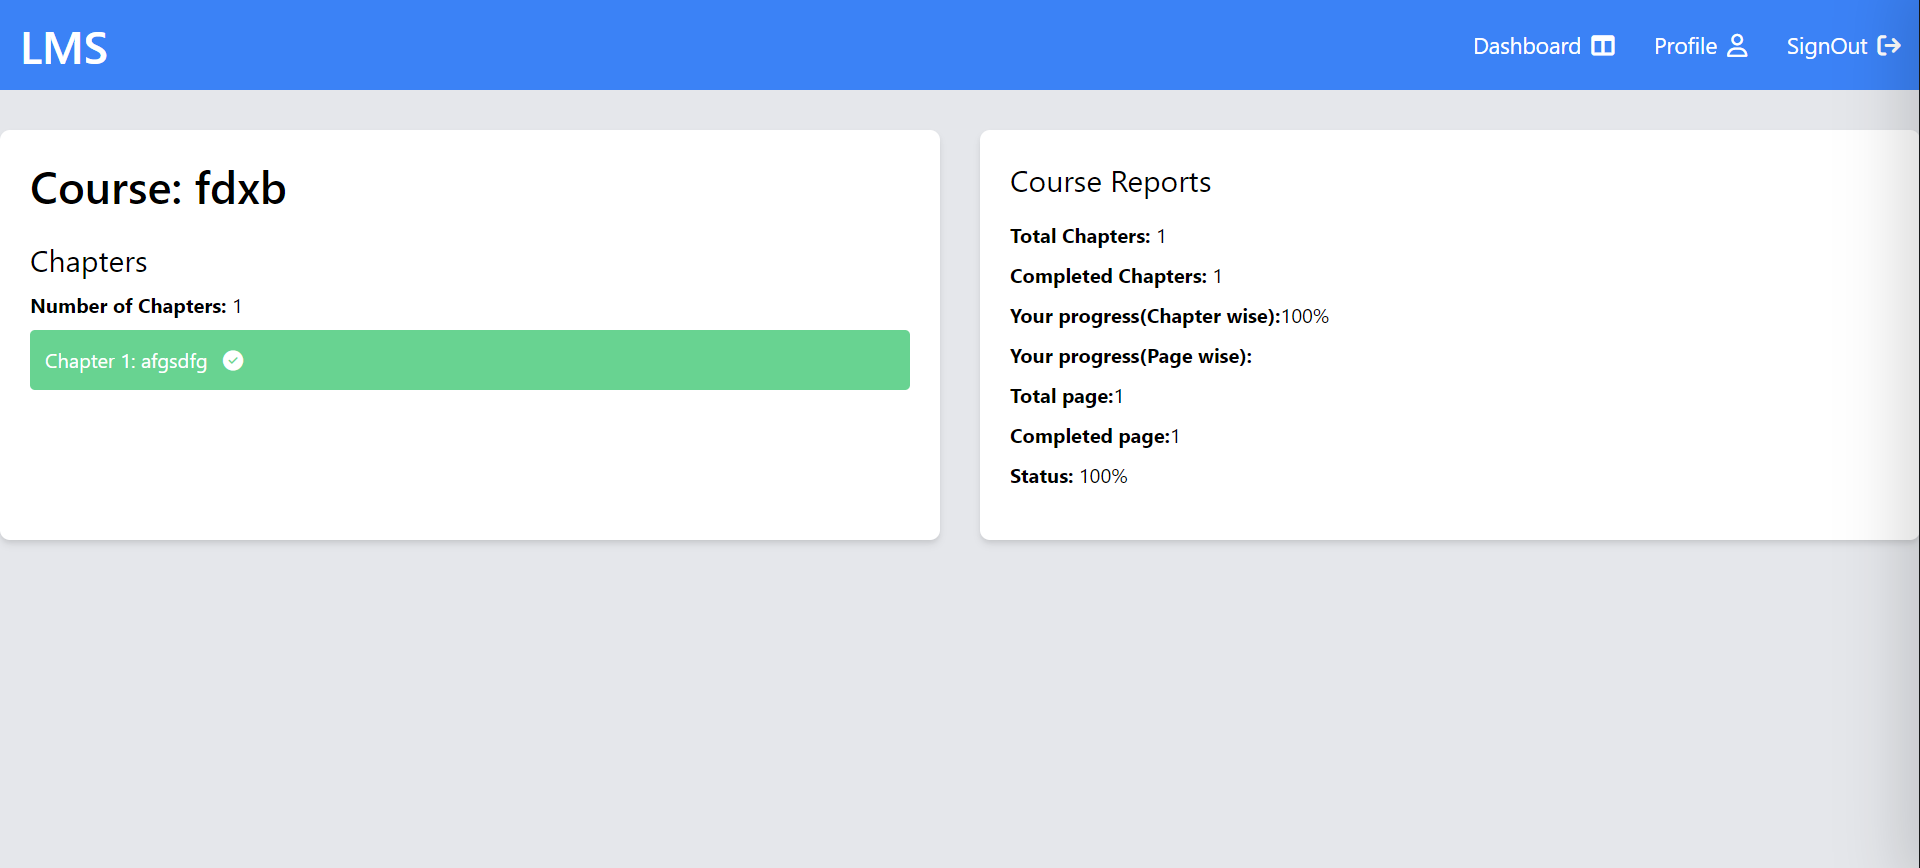 LMS
Dashboard
Profile
SignOut
Course: fdxb
Chapters
Number of Chapters: 1
Chapter 1: afgsdfg
Course Reports
Total Chapters: 1
Completed Chapters: 1
Your progress(Chapter wise):100%
Your progress(Page wise):
Total page:1
Completed page:1
Status: 100%